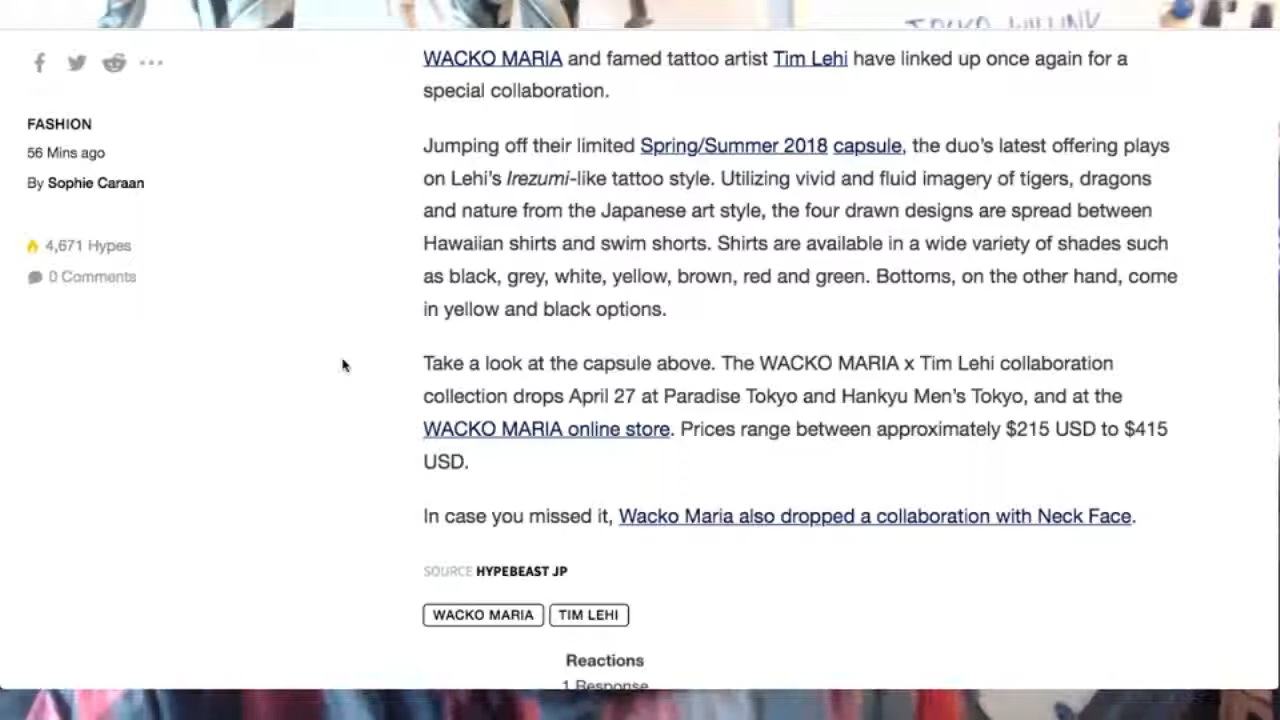 JOCKO WILLINK
FASHION
56 Mins ago
By Sophie Caraan
4,671 Hypes
0 Comments
WACKO MARIA and famed tattoo artist Tim Lehi have linked up once again for a
special collaboration.
Jumping off their limited Spring/Summer 2018 capsule, the duo’s latest offering plays
on Lehi’s Irezumi-like tattoo style. Utilizing vivid and fluid imagery of tigers, dragons
and nature from the Japanese art style, the four drawn designs are spread between
Hawaiian shirts and swim shorts. Shirts are available in a wide variety of shades such
as black, grey, white, yellow, brown, red and green. Bottoms, on the other hand, come
in yellow and black options.
Take a look at the capsule above. The WACKO MARIA x Tim Lehi collaboration
collection drops April 27 at Paradise Tokyo and Hankyu Men’s Tokyo, and at the
WACKO MARIA online store. Prices range between approximately $215 USD to $415
USD.
In case you missed it, Wacko Maria also dropped a collaboration with Neck Face.
SOURCE HYPEBEAST JP
WACKO MARIA TIM LEHI
Reactions
1 Response